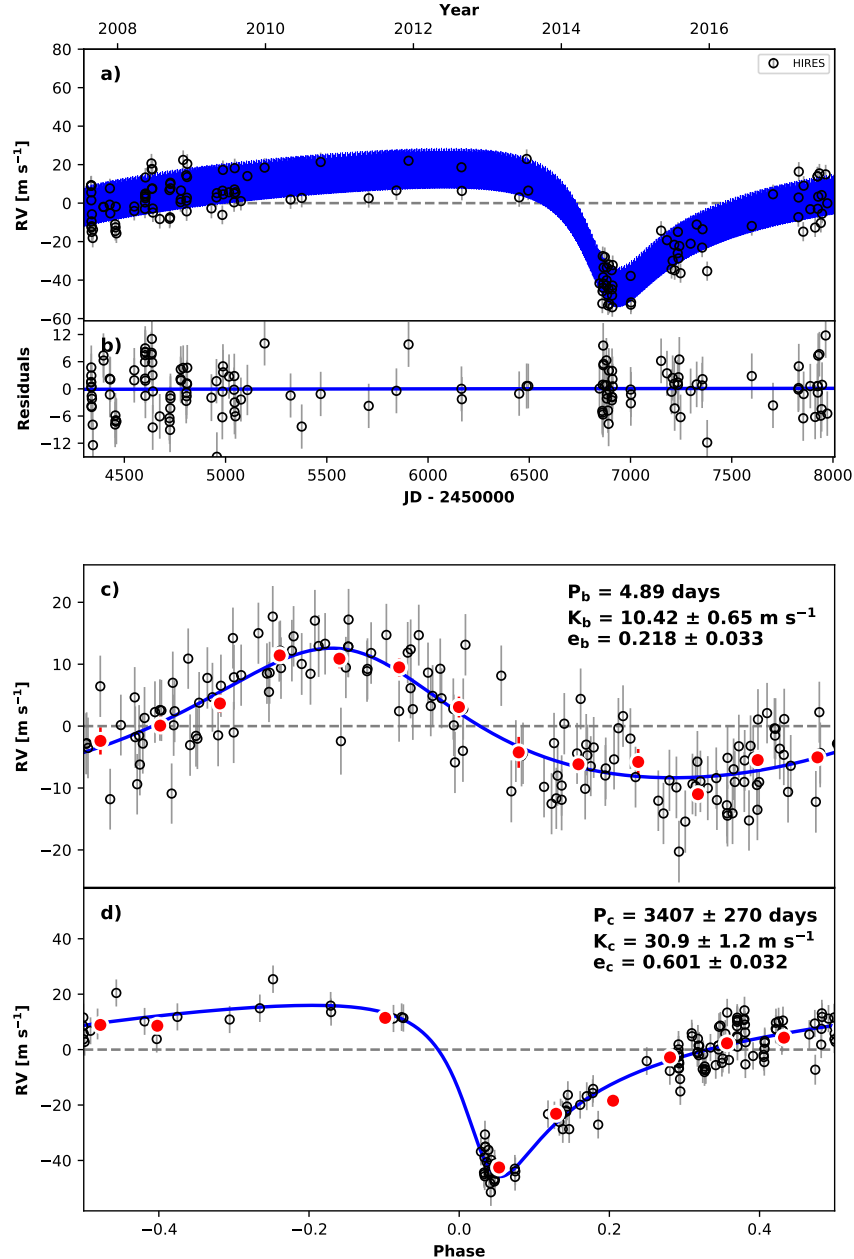 Year
2008 2010 2012 2014 2016
a)
HIRES
RV [m s⁻¹]
80
60
40
20
0
−20
−40
−60
b)
Residuals
12
6
0
−6
−12
4500 5000 5500 6000 6500 7000 7500 8000
JD - 2450000
c)
P_b = 4.89 days
K_b = 10.42 ± 0.65 m s⁻¹
e_b = 0.218 ± 0.033
RV [m s⁻¹]
20
10
0
−10
−20
d)
P_c = 3407 ± 270 days
K_c = 30.9 ± 1.2 m s⁻¹
e_c = 0.601 ± 0.032
RV [m s⁻¹]
40
20
0
−20
−40
−0.4 −0.2 0.0 0.2 0.4
Phase